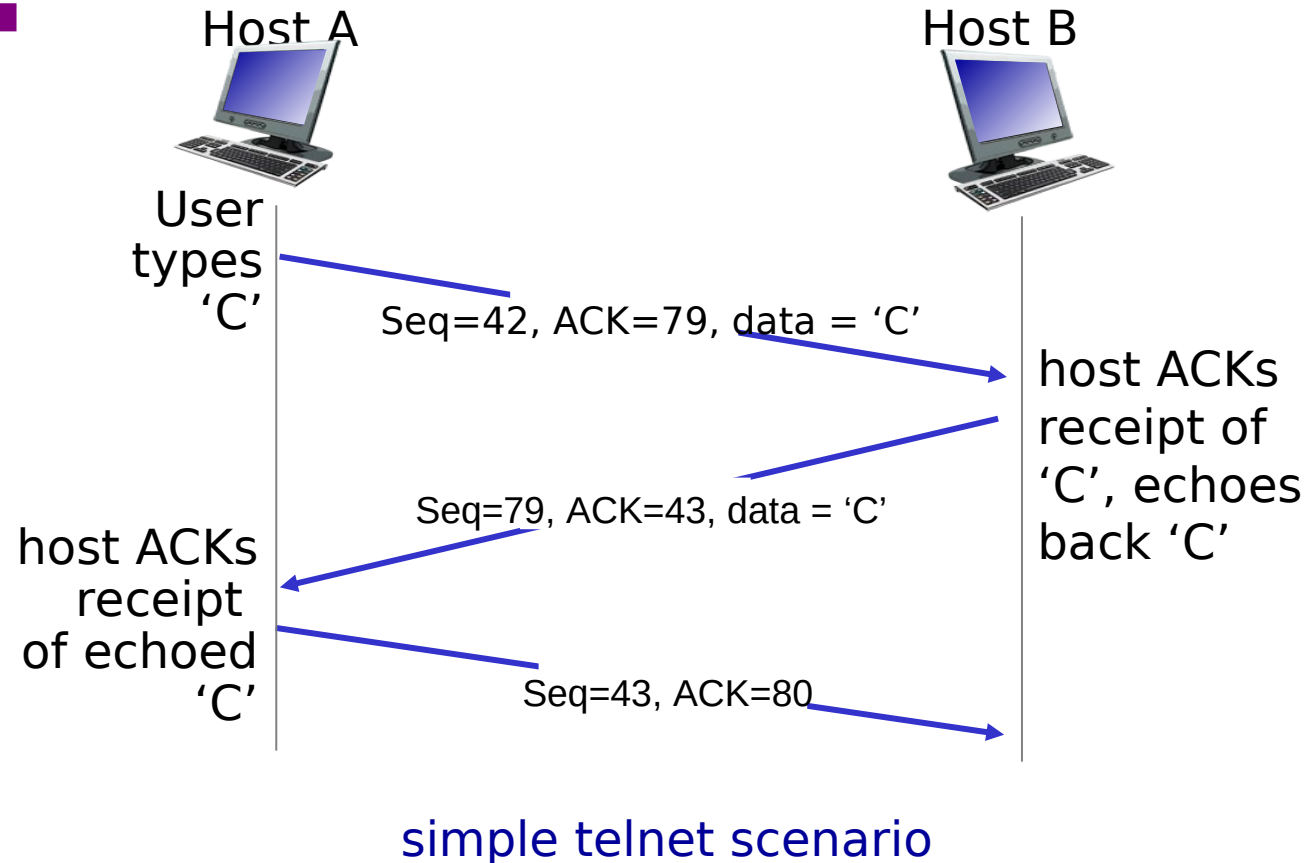 Host A
Host B
User
types
‘C’
Seq=42, ACK=79, data = ‘C’
host ACKs
receipt of
‘C’, echoes
back ‘C’
Seq=79, ACK=43, data = ‘C’
host ACKs
receipt
of echoed
‘C’
Seq=43, ACK=80
simple telnet scenario